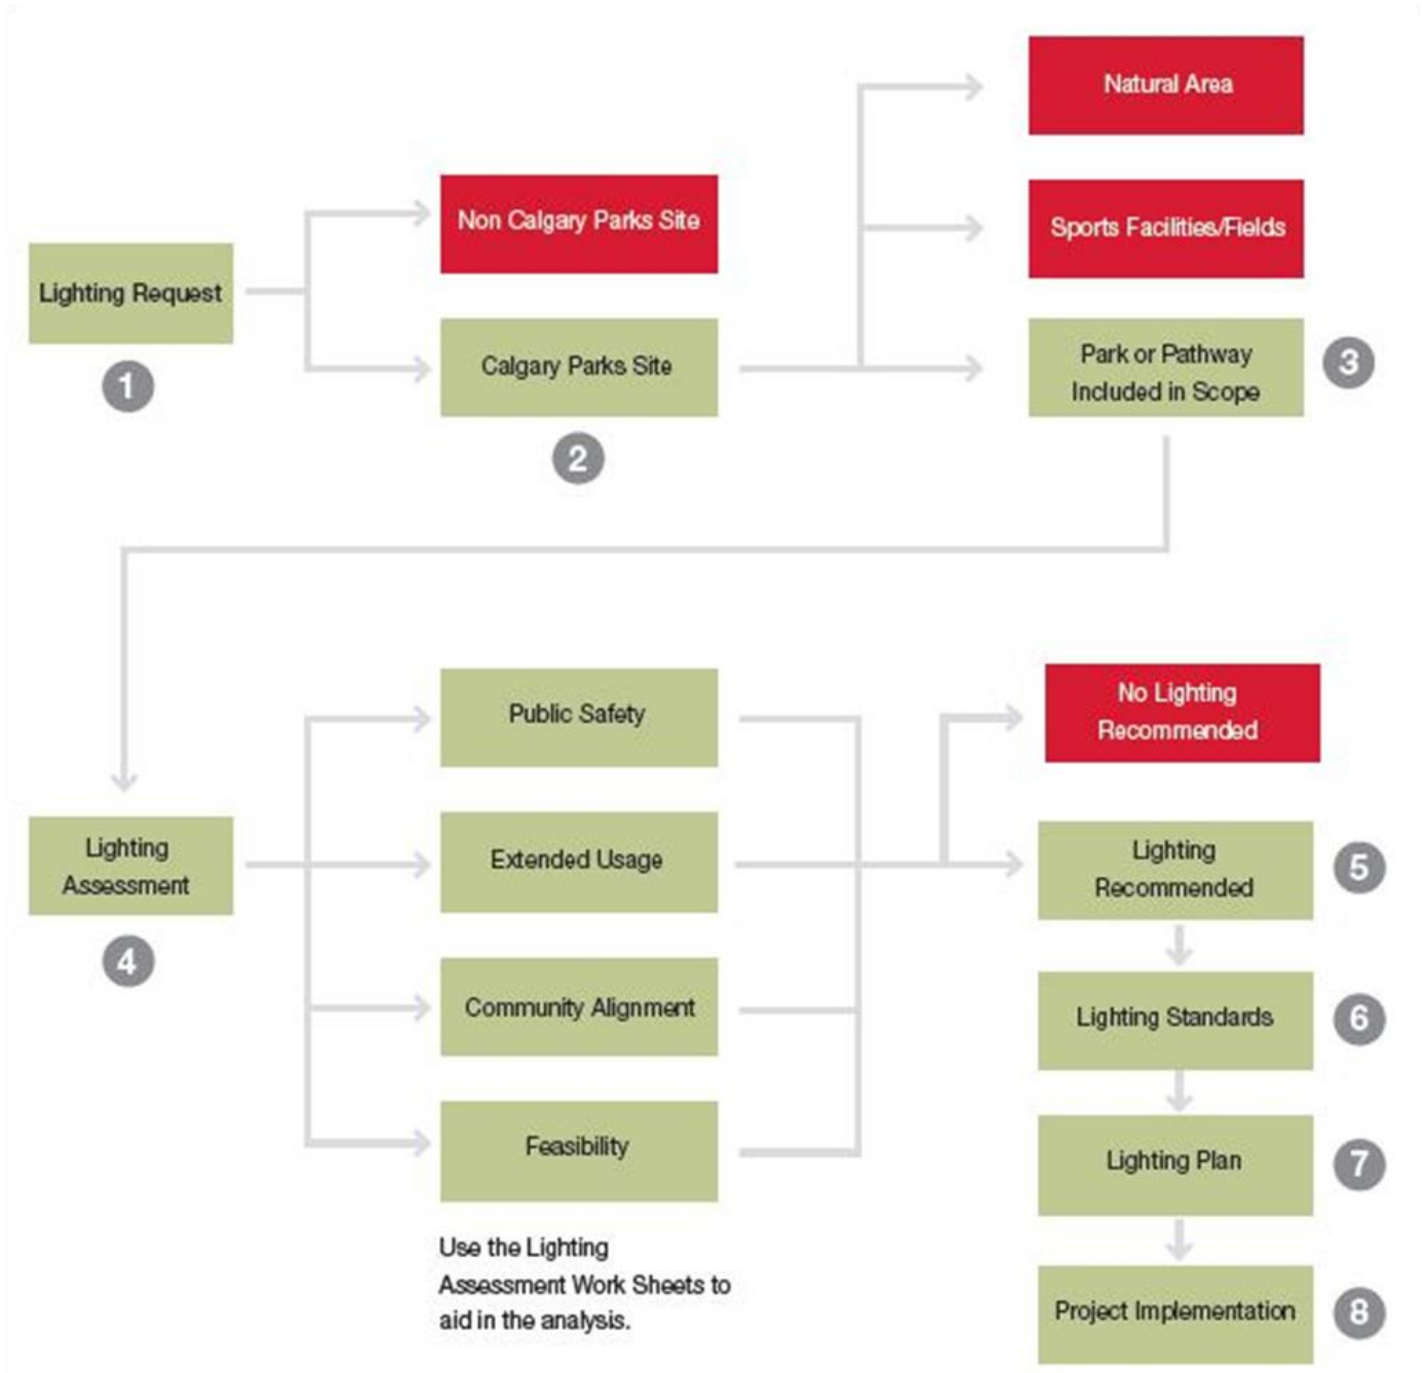 Natural Area
Non Calgary Parks Site
Sports Facilities/Fields
Lighting Request
1
Calgary Parks Site
2
Park or Pathway
Included in Scope
3
Public Safety
No Lighting
Recommended
Lighting
Assessment
4
Extended Usage
Lighting
Recommended
5
Community Alignment
Lighting Standards
6
Feasibility
Lighting Plan
7
Use the Lighting
Assessment Work Sheets to
aid in the analysis.
Project Implementation
8